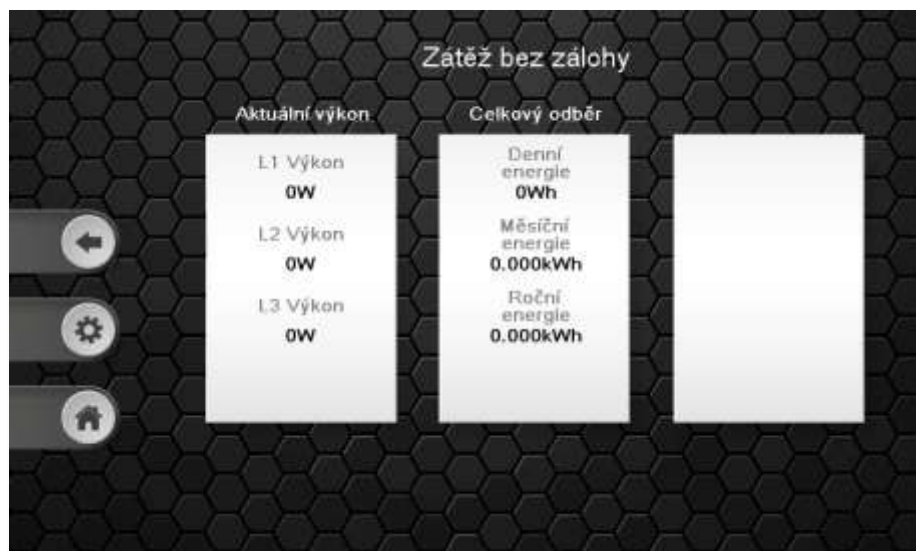 Zátěž bez zálohy
Aktuální výkon
L1 Výkon
0W
L2 Výkon
0W
L3 Výkon
0W
Celkový odběr
Denní
energie
0Wh
Měsíční
energie
0.000kWh
Roční
energie
0.000kWh